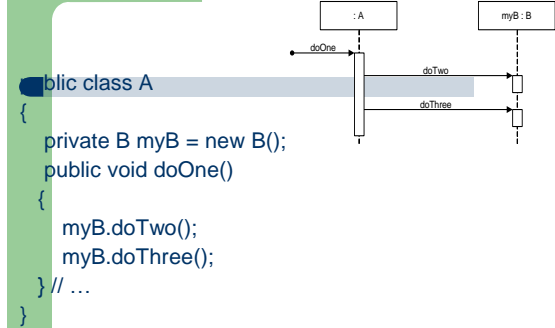 : A
myB : B
doOne
doTwo
doThree
blic class A
{
private B myB = new B();
public void doOne()
{
myB.doTwo();
myB.doThree();
} // …
}